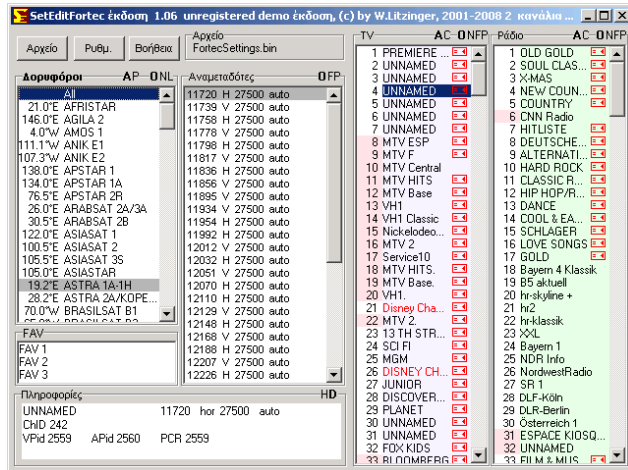 SetEditFortec έκδοση 1.06 unregistered demo έκδοση, (c) by W.Litzinger, 2001-2008 2 κανάλια ...
Αρχείο Ρυθμ. Βοήθεια
Αρχείο
FortecSettings.bin
Δορυφόροι A P O N L
All
21.0°E AFRISTAR
146.0°E AGILA 2
4.0°W AMOS 1
111.1°W ANIK E1
107.3°W ANIK E2
138.0°E APSTAR 1
134.0°E APSTAR 1A
76.5°E APSTAR 2R
26.0°E ARABSAT 2A/3A
30.5°E ARABSAT 2B
122.0°E ASIASAT 1
100.5°E ASIASAT 2
105.5°E ASIASAT 3S
105.0°E ASIASTAR
19.2°E ASTRA 1A-1H
28.2°E ASTRA 2A/KOPE...
70.0°W BRASILSAT B1
BRASILSAT B2
FAV
FAV 1
FAV 2
FAV 3
Αναμεταδότες O F P
11720 H 27500 auto
11739 V 27500 auto
11758 H 27500 auto
11778 V 27500 auto
11798 H 27500 auto
11817 V 27500 auto
11836 H 27500 auto
11856 V 27500 auto
11895 V 27500 auto
11934 V 27500 auto
11954 H 27500 auto
11992 H 27500 auto
12012 V 27500 auto
12032 H 27500 auto
12051 V 27500 auto
12070 H 27500 auto
12110 H 27500 auto
12129 V 27500 auto
12148 H 27500 auto
12168 V 27500 auto
12188 H 27500 auto
12207 V 27500 auto
12226 H 27500 auto
Πληροφορίες H D
UNNAMED 11720 hor 27500 auto
ChID 242
VPid 2559 APid 2560 PCR 2559
TV A C O N F P
1 PREMIERE ...
2 UNNAMED
3 UNNAMED
4 UNNAMED
5 UNNAMED
6 UNNAMED
7 UNNAMED
8 MTV ESP
9 MTV F
10 MTV Central
11 MTV HITS
12 MTV Base
13 VH1
14 VH1 Classic
15 Nickelodeo...
16 MTV 2
17 Service10
18 MTV HITS.
19 MTV Base.
20 VH1.
21 Disney Cha...
22 MTV 2.
23 13 TH STR...
24 SCI FI
25 MGM
26 DISNEY CH...
27 JUNIOR
28 DISCOVER...
29 PLANET
30 UNNAMED
31 UNNAMED
32 FOX KIDS
33 BLOOMBERG
Ράδιο A C O N F P
1 OLD GOLD
2 SOUL CLAS...
3 X-MAS
4 NEW COUN...
5 COUNTRY
6 CNN Radio
7 HITLISTE
8 DEUTSCHE...
9 ALTERNATI...
10 HARD ROCK
11 CLASSIC R...
12 HIP HOP/R...
13 DANCE
14 COOL & EA...
15 SCHLAGER
16 LOVE SONGS
17 GOLD
18 Bayern 4 Klassik
19 B5 aktuell
20 hr-skyline +
21 hr2
22 hr-klassik
23 XXL
24 Bayern 1
25 NDR Info
26 NordwestRadio
27 SR 1
28 DLF-Köln
29 DLR-Berlin
30 Österreich 1
31 ESPACE KIOSQ...
32 UNNAMED
33 FILM & MUS...